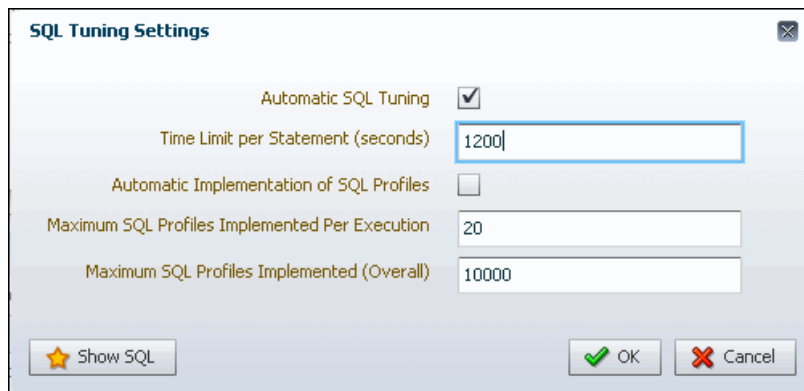 SQL Tuning Settings
Automatic SQL Tuning
Time Limit per Statement (seconds) 1200
Automatic Implementation of SQL Profiles
Maximum SQL Profiles Implemented Per Execution 20
Maximum SQL Profiles Implemented (Overall) 10000
Show SQL OK Cancel